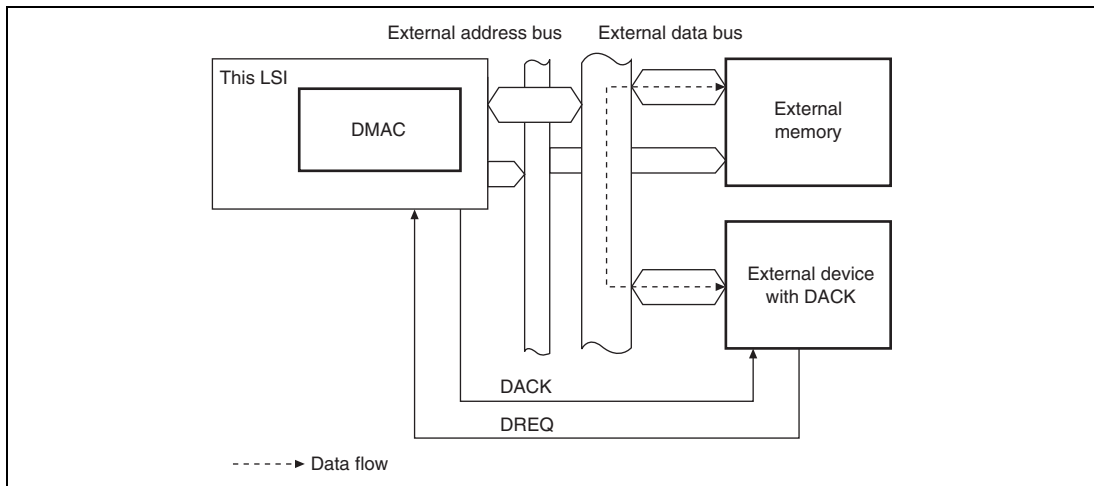 External address bus
External data bus
This LSI
DMAC
External
memory
External device
with DACK
DACK
DREQ
Data flow